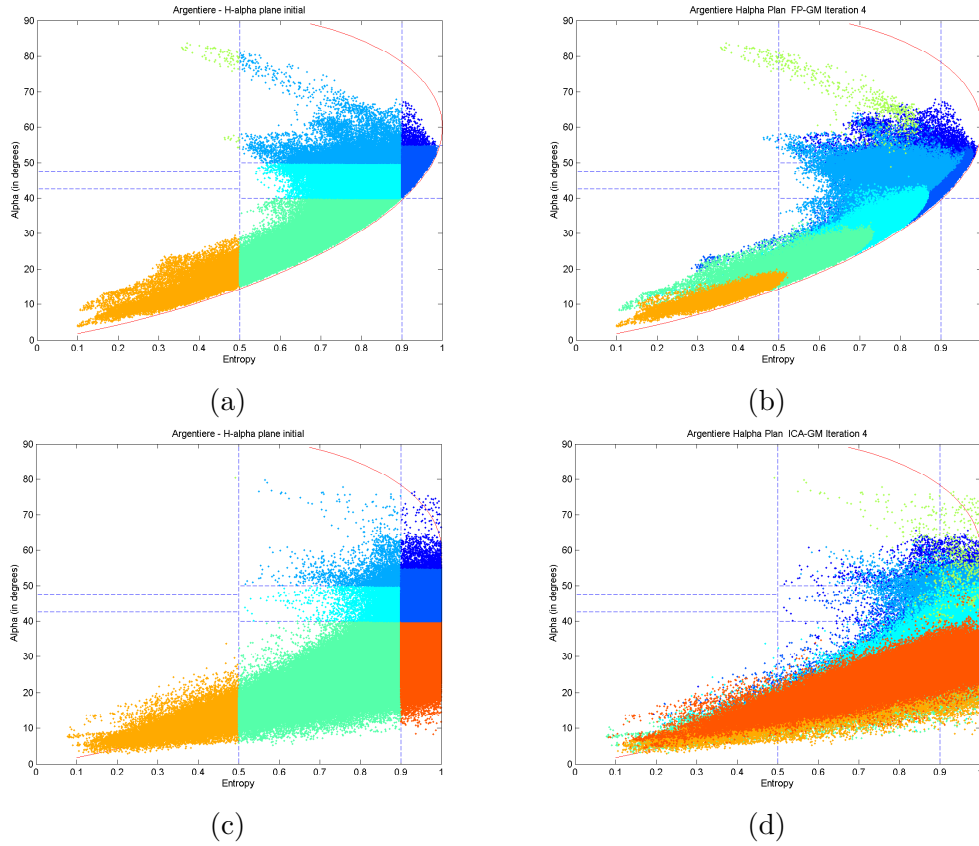 Argentiere - H-alpha plane initial
90
80
70
60
50
40
30
20
10
0
Alpha (in degrees)
0 0.1 0.2 0.3 0.4 0.5 0.6 0.7 0.8 0.9 1
Entropy
(a)
Argentiere Halpha Plan FP-GM Iteration 4
90
80
70
60
50
40
30
20
10
0
Alpha (in degrees)
0 0.1 0.2 0.3 0.4 0.5 0.6 0.7 0.8 0.9 1
Entropy
(b)
Argentiere - H-alpha plane initial
90
80
70
60
50
40
30
20
10
0
Alpha (in degrees)
0 0.1 0.2 0.3 0.4 0.5 0.6 0.7 0.8 0.9 1
Entropy
(c)
Argentiere Halpha Plan ICA-GM Iteration 4
90
80
70
60
50
40
30
20
10
0
Alpha (in degrees)
0 0.1 0.2 0.3 0.4 0.5 0.6 0.7 0.8 0.9 1
Entropy
(d)